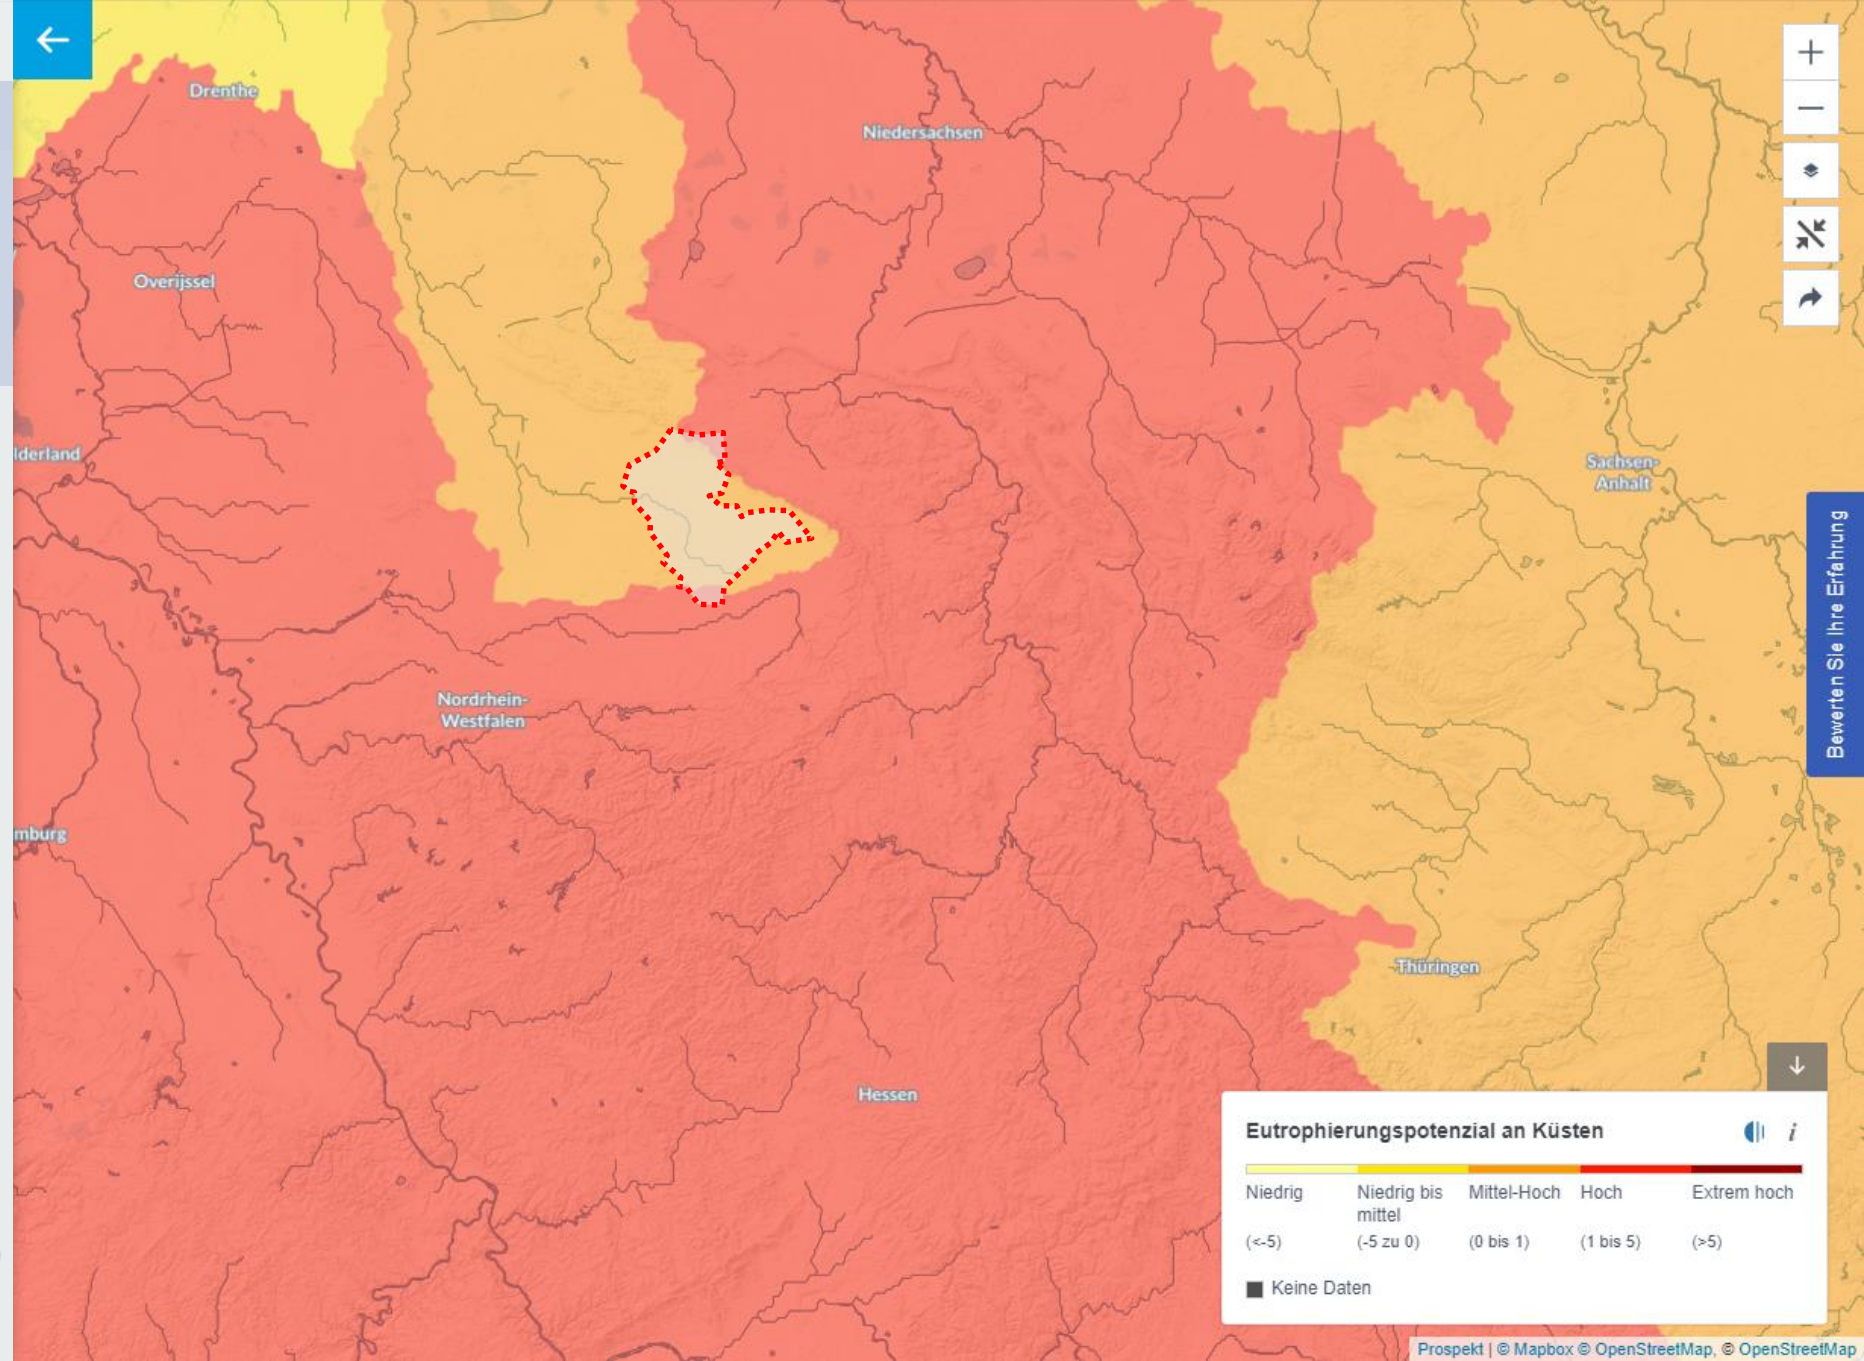 Drenthe
Niedersachsen
Overijssel
lderland
Sachsen-
Anhalt
Bewerten Sie Ihre Erfahrung
Nordrhein-
Westfalen
mburg
Thüringen
Hessen
Eutrophierungspotenzial an Küsten
i
Niedrig
(<-5)
Niedrig bis
mittel
(-5 zu 0)
Mittel-Hoch
(0 bis 1)
Hoch
(1 bis 5)
Extrem hoch
(>5)
Keine Daten
Prospekt | © Mapbox © OpenStreetMap, © OpenStreetMap